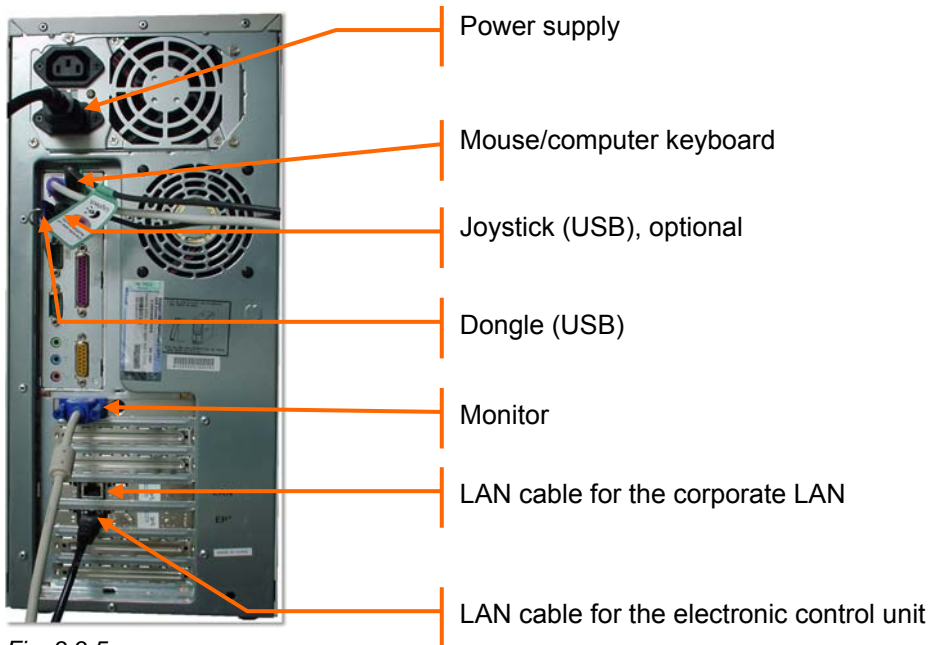 Power supply
Mouse/computer keyboard
Joystick (USB), optional
Dongle (USB)
Monitor
LAN cable for the corporate LAN
LAN cable for the electronic control unit
LAN